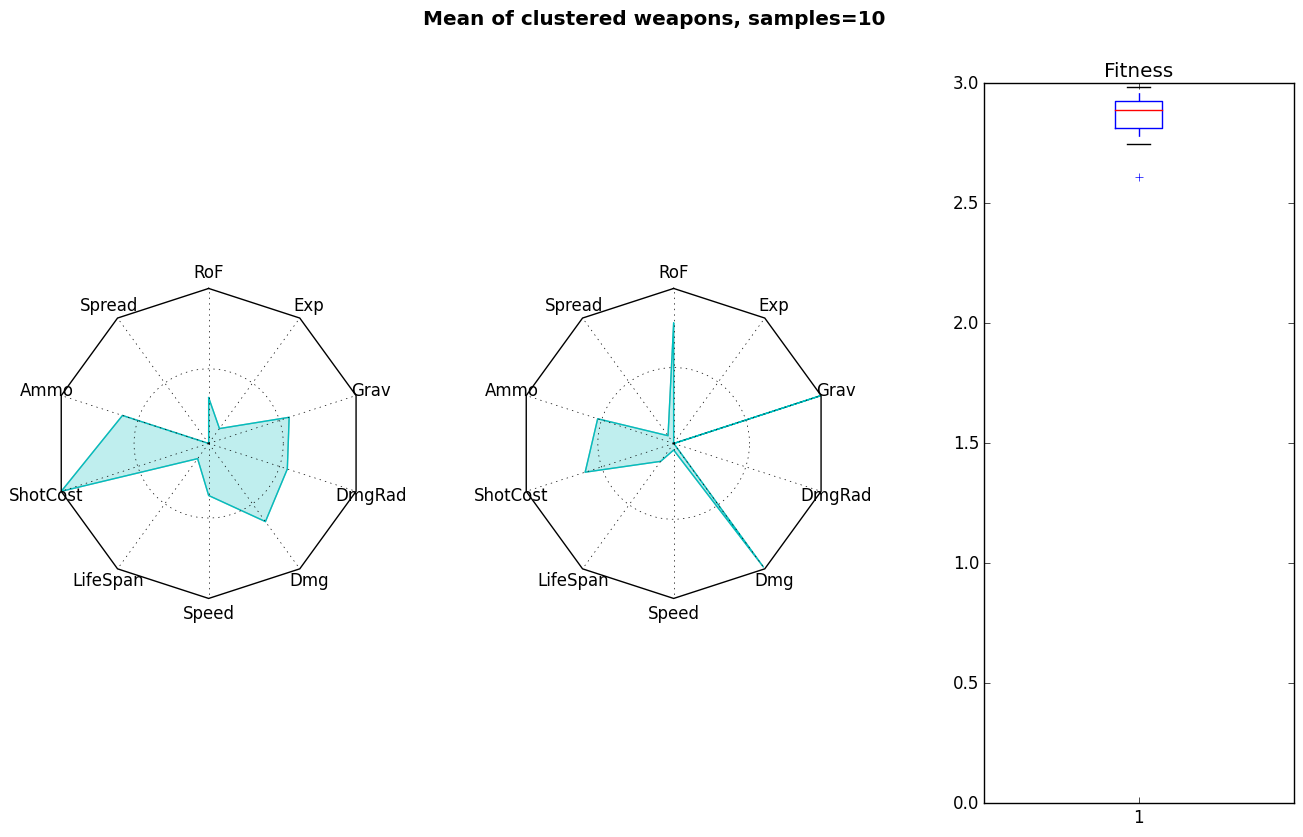 Mean of clustered weapons, samples=10
RoF
Exp
Grav
DmgRad
Dmg
Speed
LifeSpan
ShotCost
Ammo
Spread
RoF
Exp
Grav
DmgRad
Dmg
Speed
LifeSpan
ShotCost
Ammo
Spread
Fitness
3.0
2.5
2.0
1.5
1.0
0.5
0.0
1